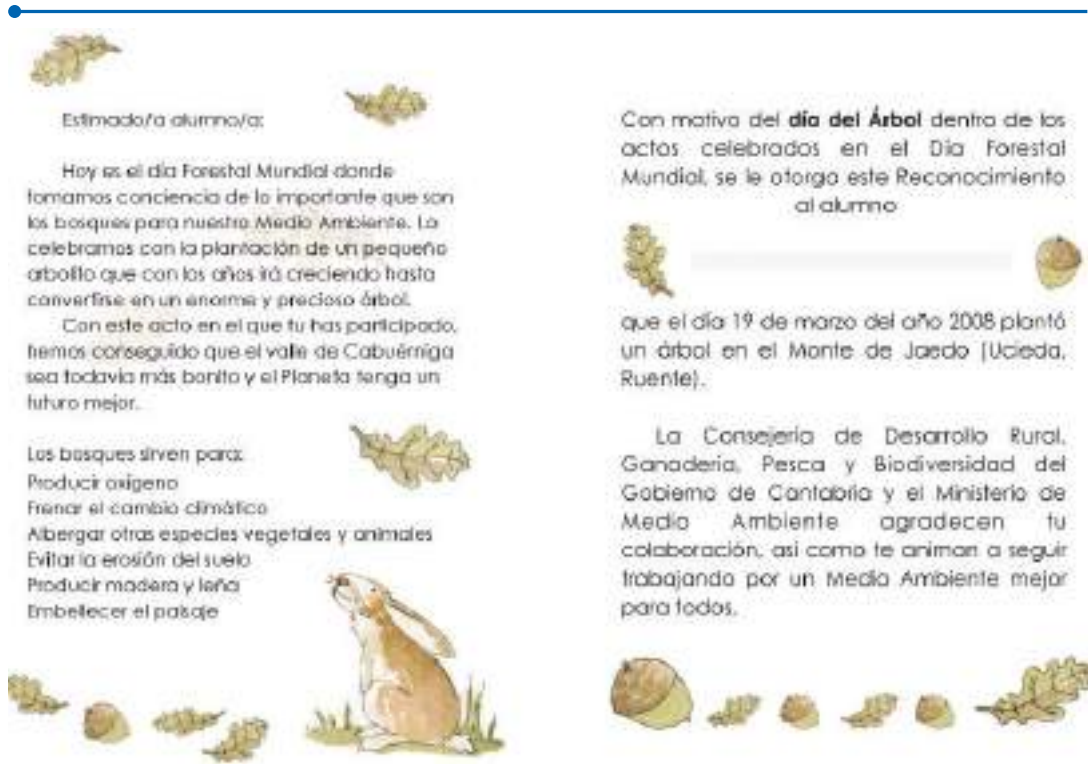 Estimado/a alumno/a:
Hoy es el día Forestal Mundial donde
tomamos conciencia de lo importante que son
los bosques para nuestro Medio Ambiente. Lo
celebramos con la plantación de un pequeño
arbolito que con los años irá creciendo hasta
convertirse en un enorme y precioso árbol.
Con este acto en el que tu has participado,
hemos conseguido que el valle de Cabuérniga
sea todavía más bonito y el Planeta tenga un
futuro mejor.
Los bosques sirven para:
Producir oxígeno
Frenar el cambio climático
Albergar otras especies vegetales y animales
Evitar la erosión del suelo
Producir madera y leña
Embellecer el paisaje
Con motivo del día del Árbol dentro de los
actos celebrados en el Día Forestal
Mundial, se le otorga este Reconocimiento
al alumno
que el día 19 de marzo del año 2008 plantó
un árbol en el Monte de Jaedo (Ucieda,
Ruente).
La Consejería de Desarrollo Rural,
Ganadería, Pesca y Biodiversidad del
Gobierno de Cantabria y el Ministerio de
Medio Ambiente agradecen tu
colaboración, así como te animan a seguir
trabajando por un Medio Ambiente mejor
para todos.